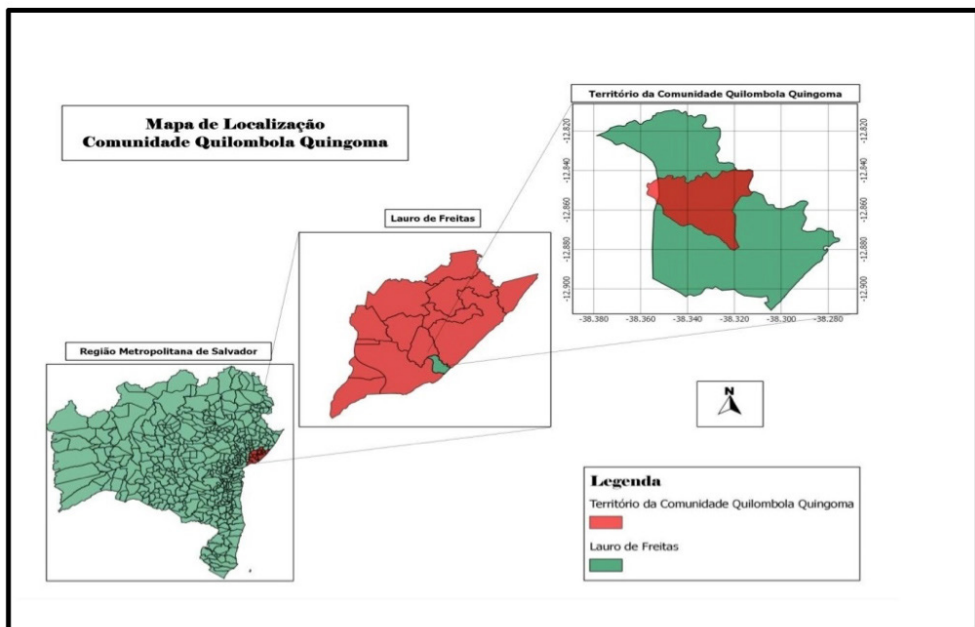 Mapa de Localização
Comunidade Quilombola Quingoma
Território da Comunidade Quilombola Quingoma
-12.820
-12.840
-12.860
-12.880
-12.900
-12.820
-12.840
-12.860
-12.880
-12.900
-38.380 -38.360 -38.340 -38.320 -38.300 -38.280
Lauro de Freitas
Região Metropolitana de Salvador
N
Legenda
Território da Comunidade Quilombola Quingoma
Lauro de Freitas